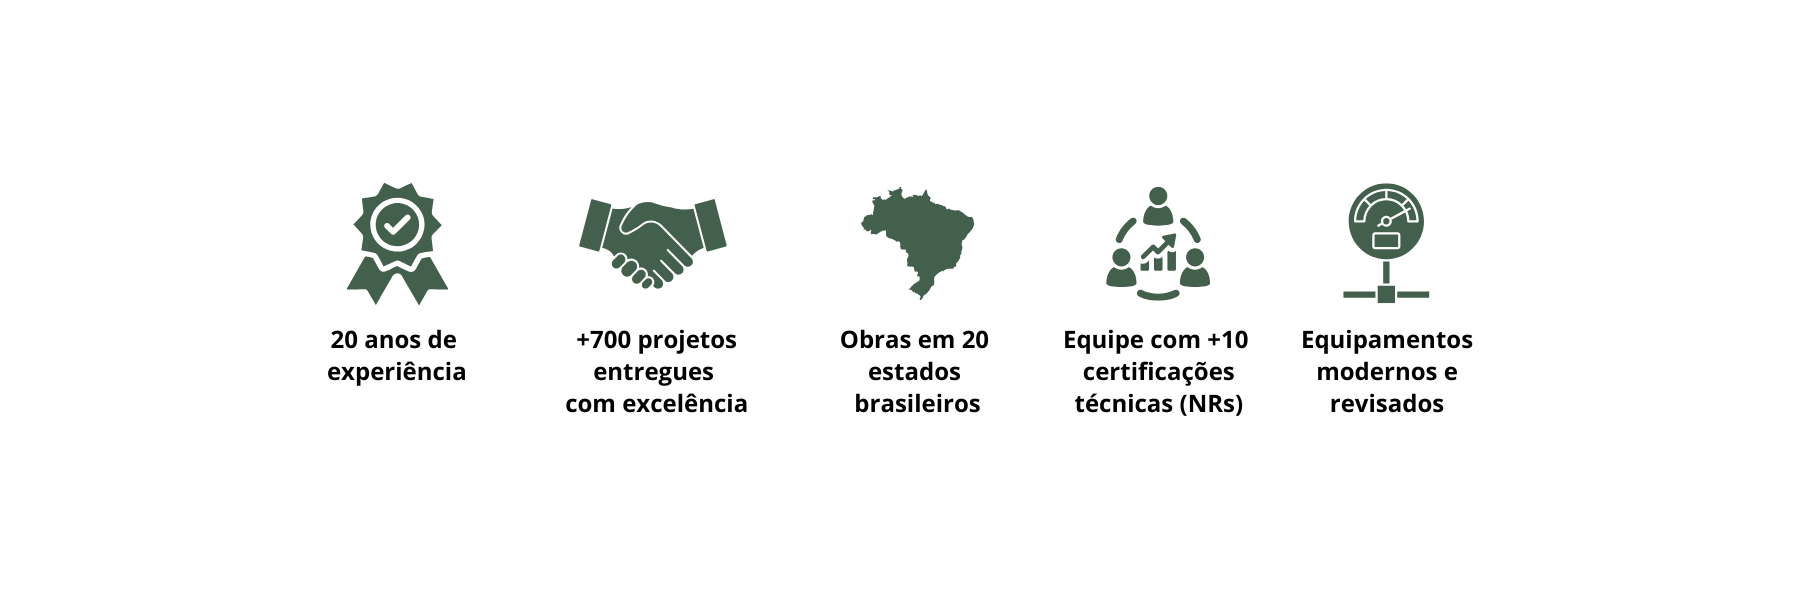 20 anos de
experiência
+700 projetos
entregues
com excelência
Obras em 20
estados
brasileiros
Equipe com +10
certificações
técnicas (NRs)
Equipamentos
modernos e
revisados